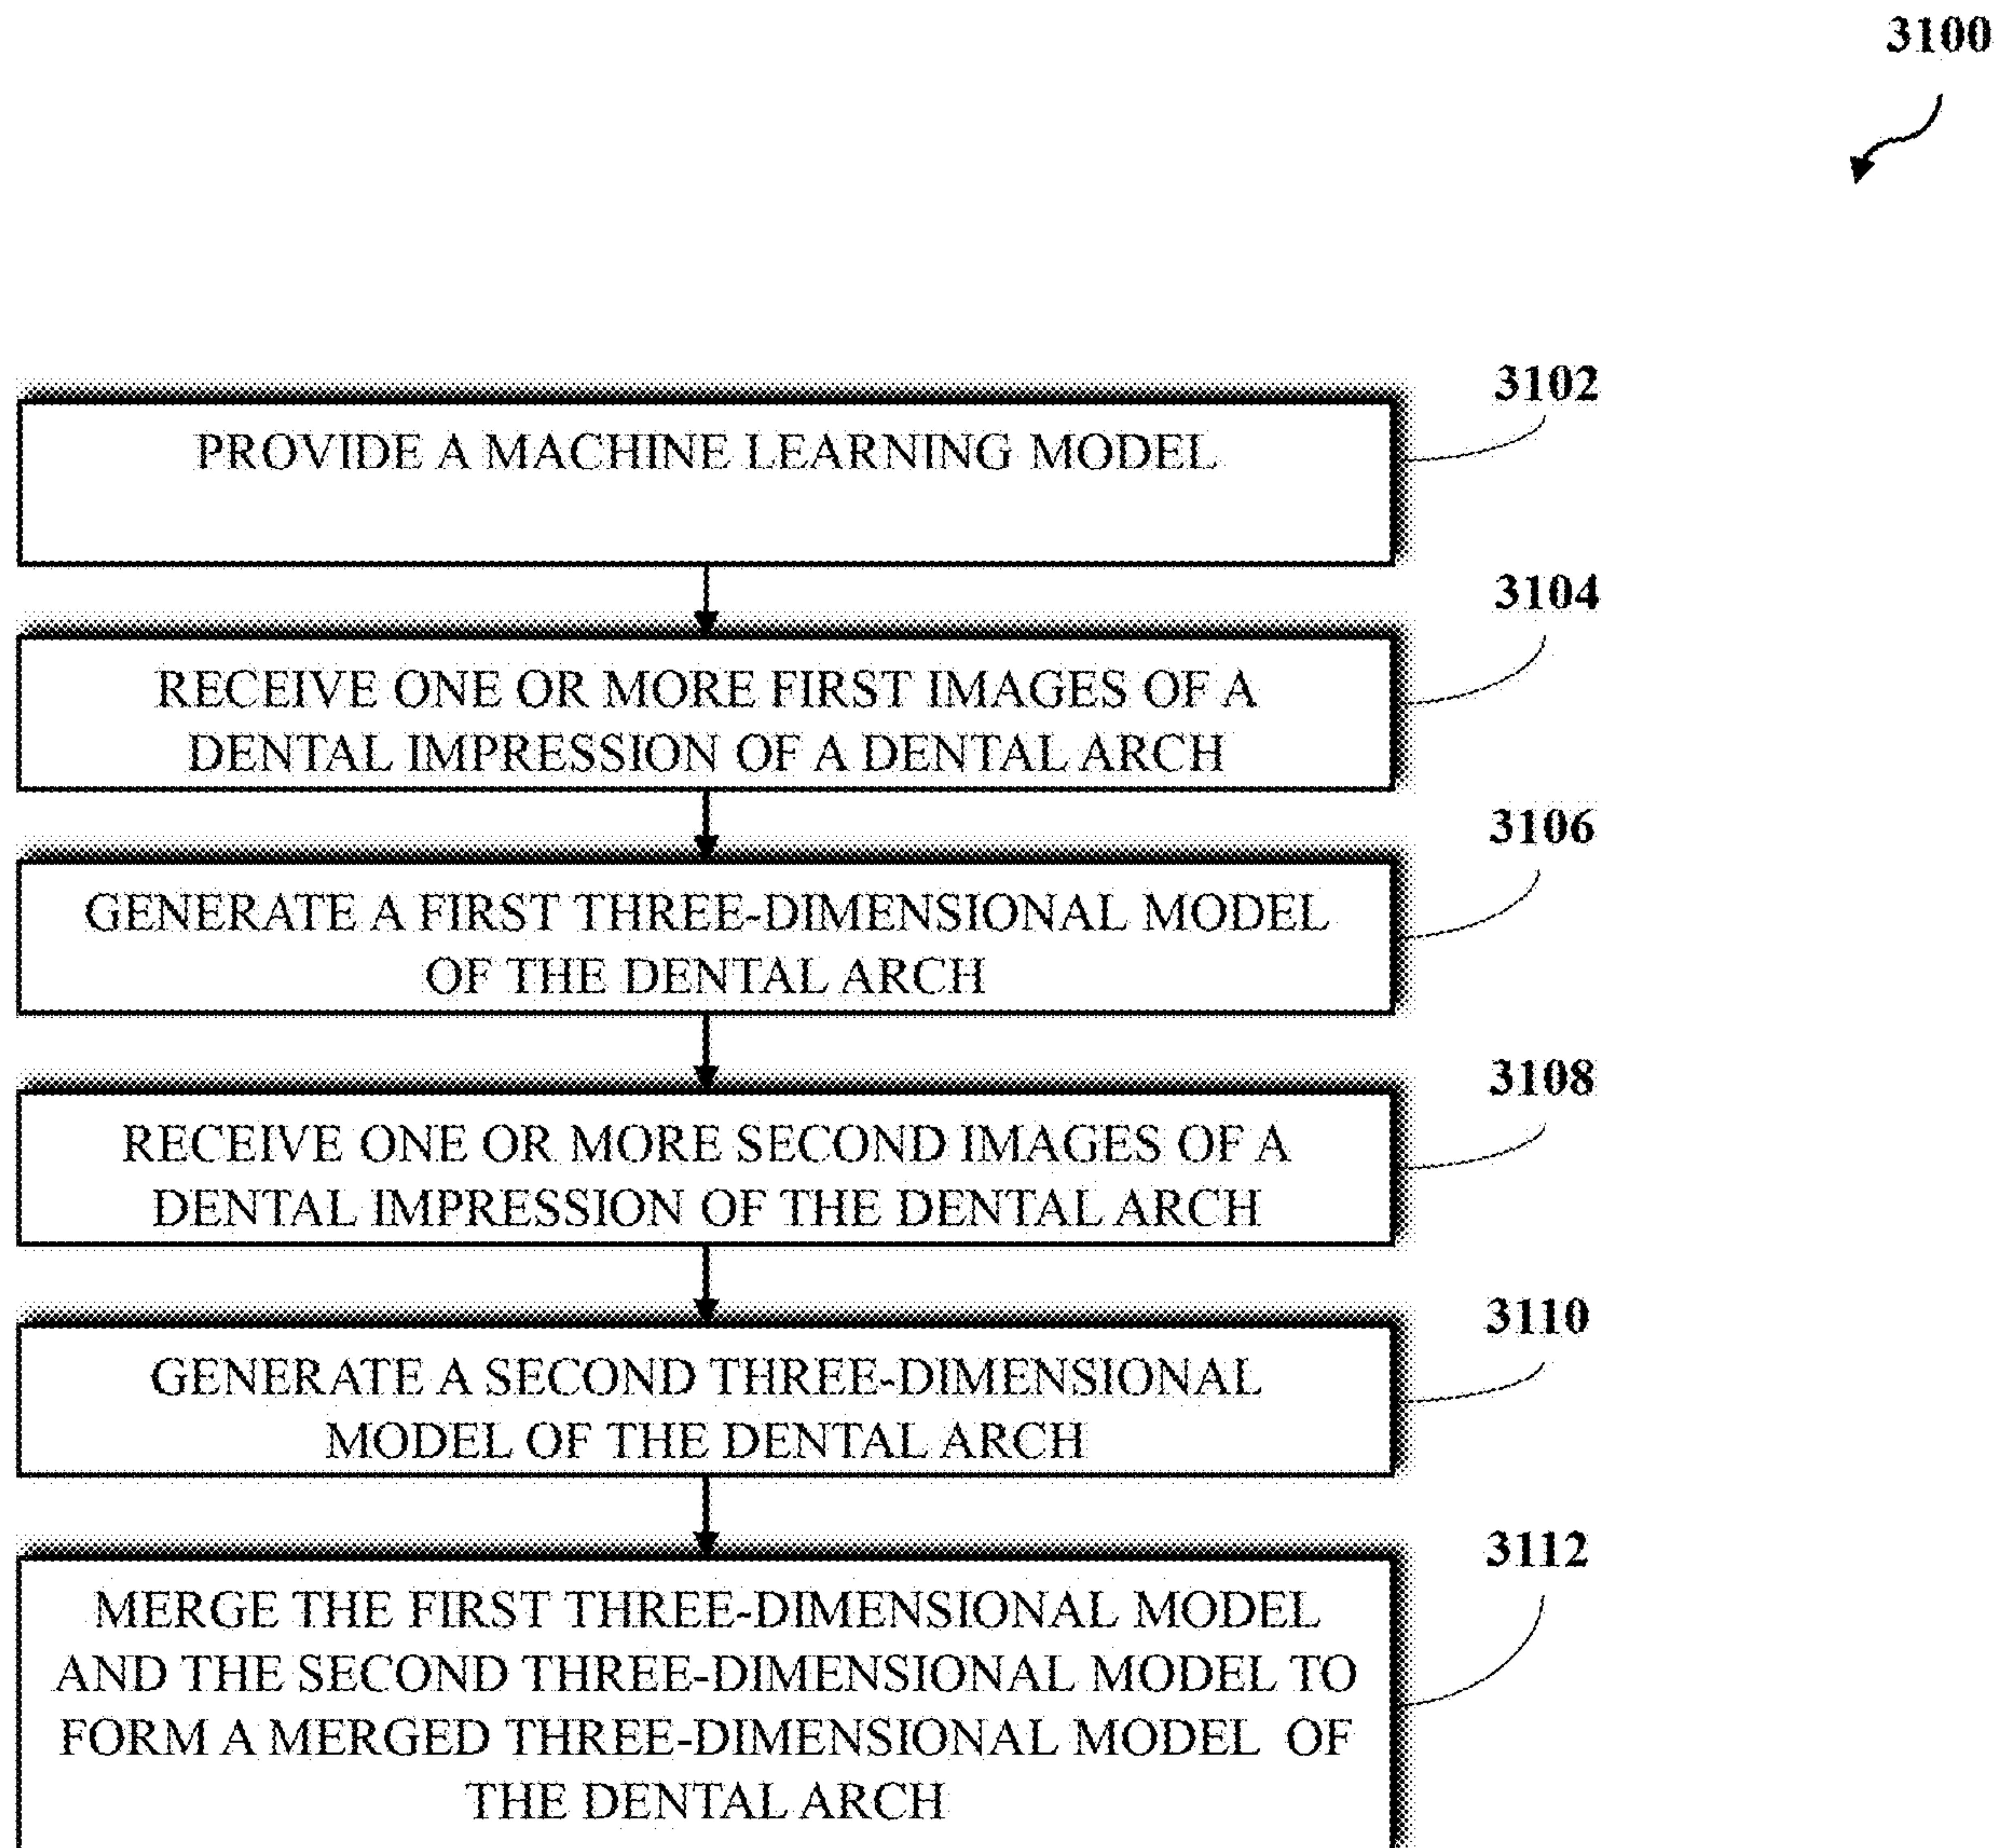 3100
3102
PROVIDE A MACHINE LEARNING MODEL
3104
RECEIVE ONE OR MORE FIRST IMAGES OF A
DENTAL IMPRESSION OF A DENTAL ARCH
3106
GENERATE A FIRST THREE-DIMENSIONAL MODEL
OF THE DENTAL ARCH
3108
RECEIVE ONE OR MORE SECOND IMAGES OF A
DENTAL IMPRESSION OF THE DENTAL ARCH
3110
GENERATE A SECOND THREE-DIMENSIONAL
MODEL OF THE DENTAL ARCH
3112
MERGE THE FIRST THREE-DIMENSIONAL MODEL
AND THE SECOND THREE-DIMENSIONAL MODEL TO
FORM A MERGED THREE-DIMENSIONAL MODEL OF
THE DENTAL ARCH